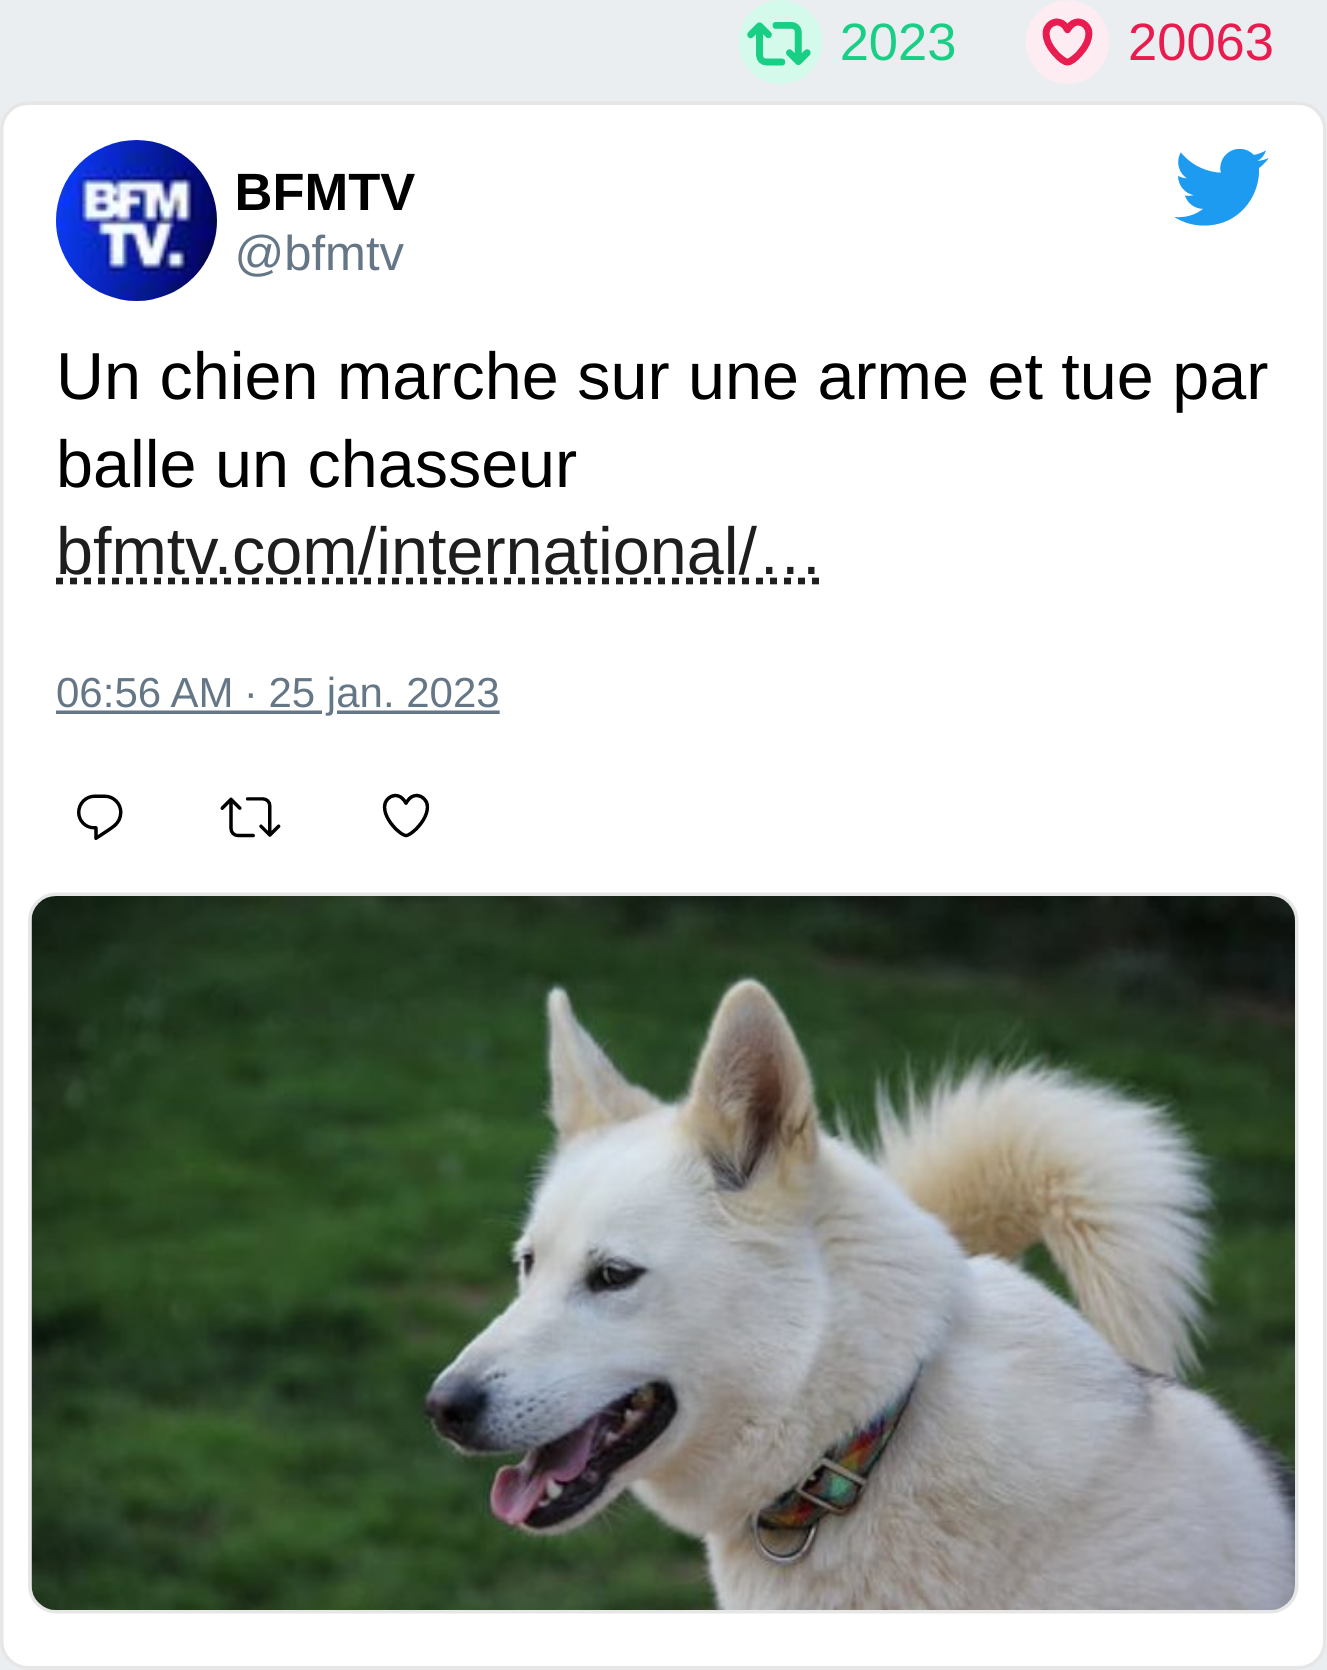 2023 20063
BFM
TV.
BFMTV
@bfmtv
Un chien marche sur une arme et tue par
balle un chasseur
bfmtv.com/international/…
06:56 AM · 25 jan. 2023